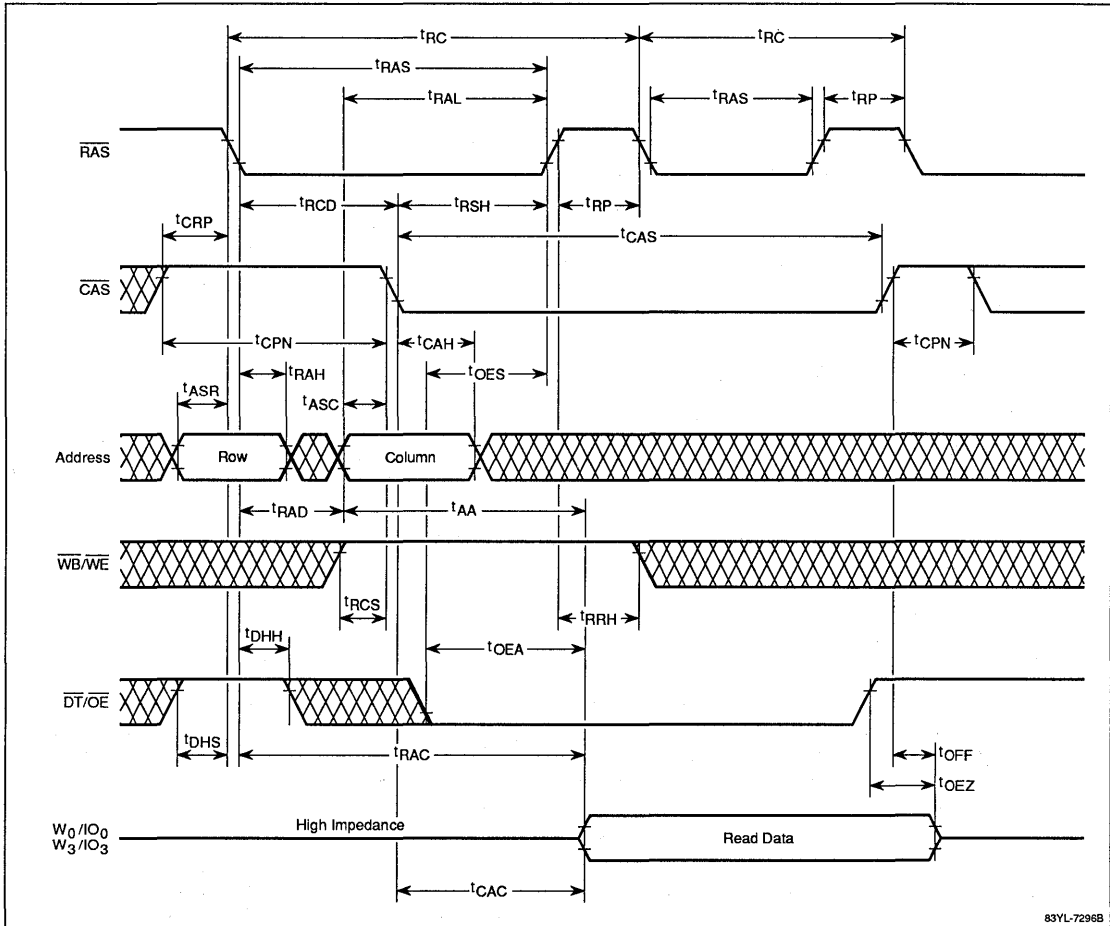 tRC tRC
tRAS
tRAL tRAS tRP
RAS
tRCD tRSH tRP
tCRP
tCAS
CAS
tCPN tCAH tCPN
tRAH tOES
tASR tASC
Address Row Column
tRAD tAA
WB/WE
tRCS tRRH
tDHH tOEA
DT/OE
tDHS tRAC tOFF
tOEZ
W0/IO0 High Impedance Read Data
W3/IO3
tCAC
83YL-7296B